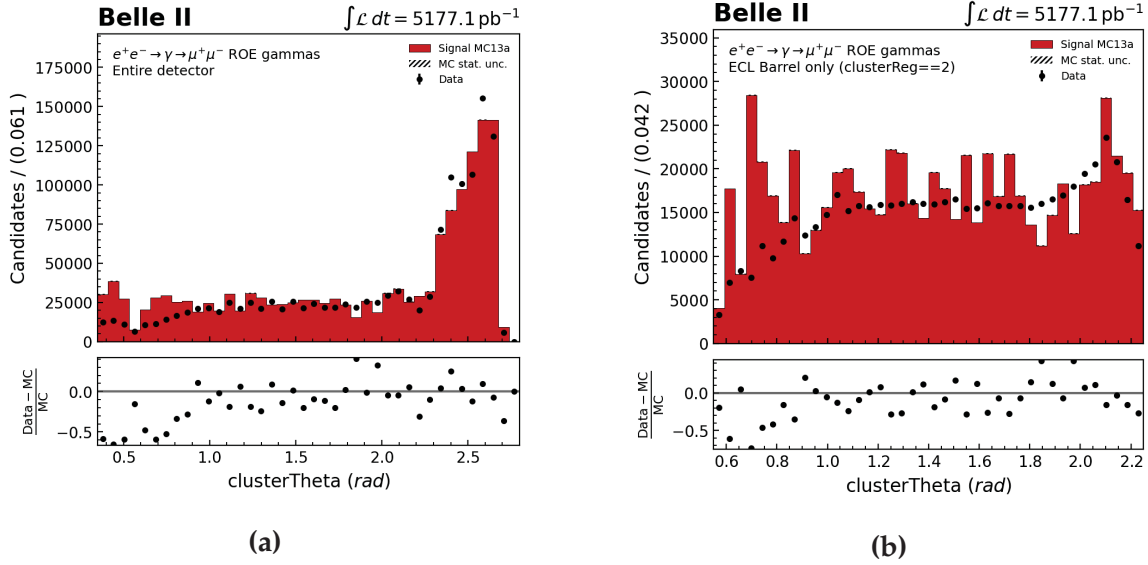 Belle II
∫ℒ dt = 5177.1 pb⁻¹
e⁺e⁻ → γ → μ⁺μ⁻ ROE gammas
Entire detector
Signal MC13a
MC stat. unc.
Data
Candidates / (0.061)
175000
150000
125000
100000
75000
50000
25000
0
Data − MC
MC
0.0
−0.5
0.5
1.0
1.5
2.0
2.5
clusterTheta (rad)
(a)
Belle II
∫ℒ dt = 5177.1 pb⁻¹
e⁺e⁻ → γ → μ⁺μ⁻ ROE gammas
ECL Barrel only (clusterReg==2)
Signal MC13a
MC stat. unc.
Data
Candidates / (0.042)
35000
30000
25000
20000
15000
10000
5000
0
Data − MC
MC
0.0
−0.5
0.6
0.8
1.0
1.2
1.4
1.6
1.8
2.0
2.2
clusterTheta (rad)
(b)